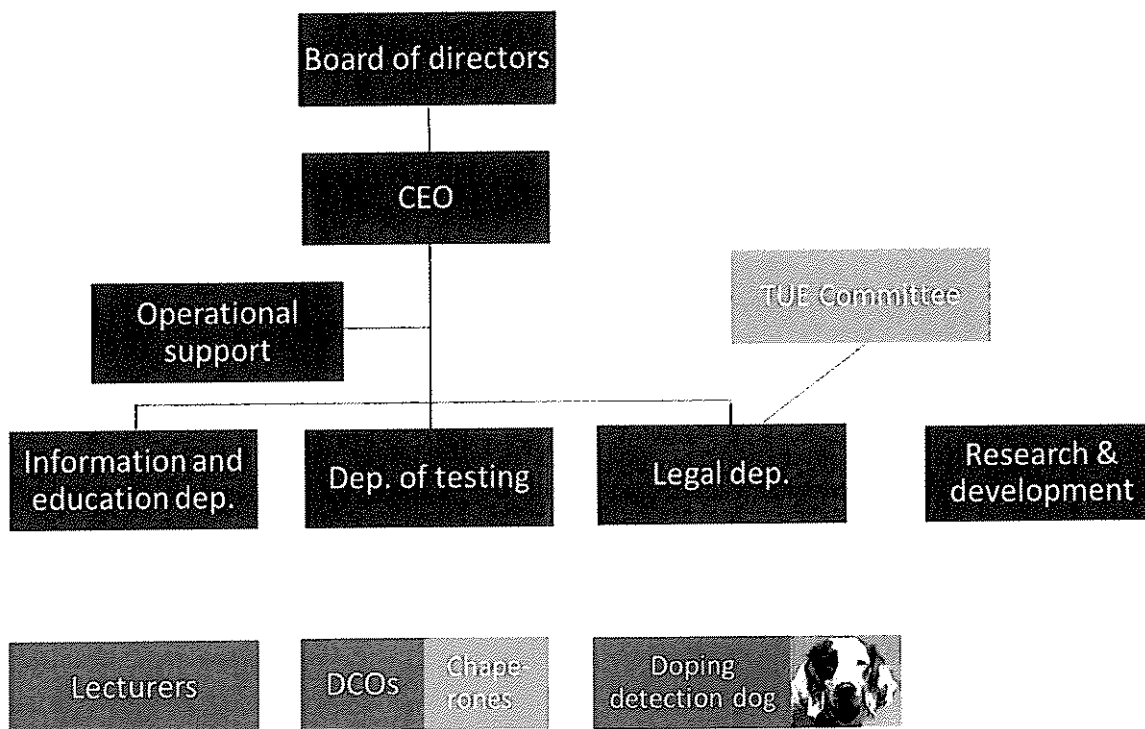 Board of directors
CEO
TUE Committee
Operational
support
Information and
education dep.
Dep. of testing
Legal dep.
Research &
development
Lecturers
DCOs
Chape-
rones
Doping
detection dog